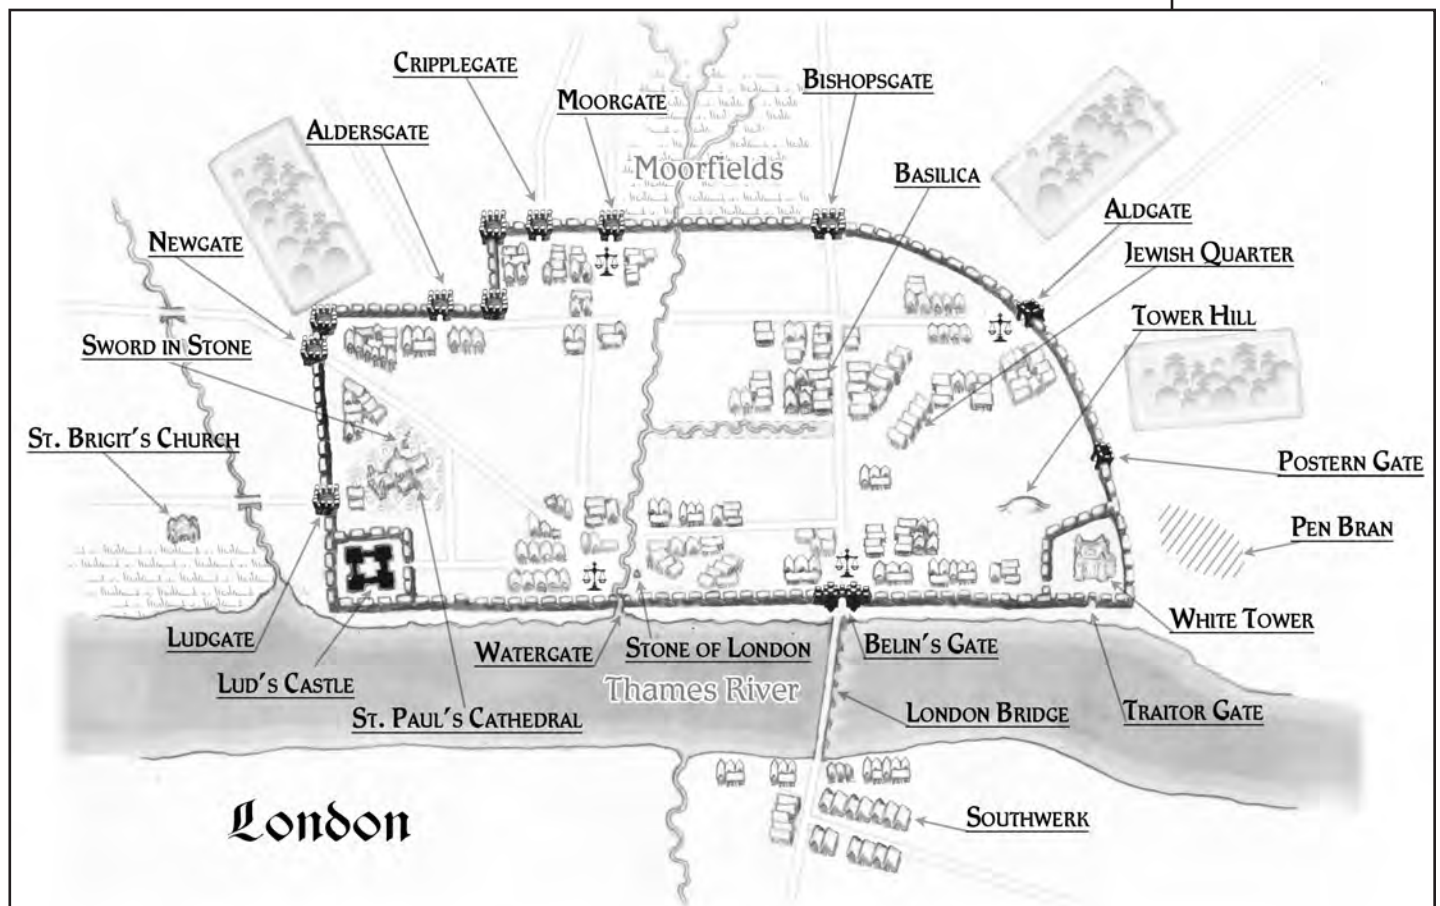 Cripplegate
Moorgate
Bishopsgate
Aldersgate
Moorfields
Basilica
Aldgate
Newgate
Jewish Quarter
Tower Hill
Sword in Stone
St. Brigit's Church
Postern Gate
Pen Bran
White Tower
Ludgate
Watergate
Stone of London
Belin's Gate
Lud's Castle
Thames River
St. Paul's Cathedral
London Bridge
Traitor Gate
London
Southwerk